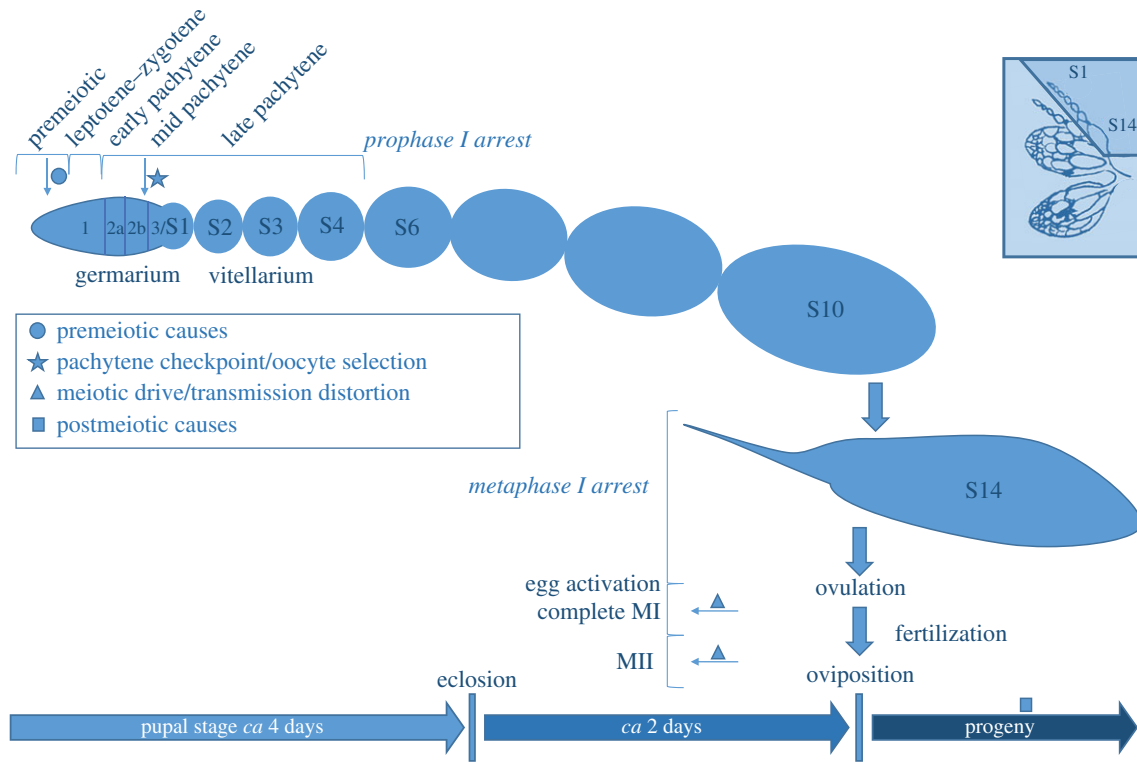 premeiotic
leptotene–zygotene
early pachytene
mid pachytene
late pachytene
prophase I arrest
S1
S14
1
2a
2b
3/S1
S2
S3
S4
S6
germarium
vitellarium
S10
premeiotic causes
pachytene checkpoint/oocyte selection
meiotic drive/transmission distortion
postmeiotic causes
metaphase I arrest
S14
egg activation
complete MI
ovulation
fertilization
MII
oviposition
eclosion
pupal stage ca 4 days
ca 2 days
progeny